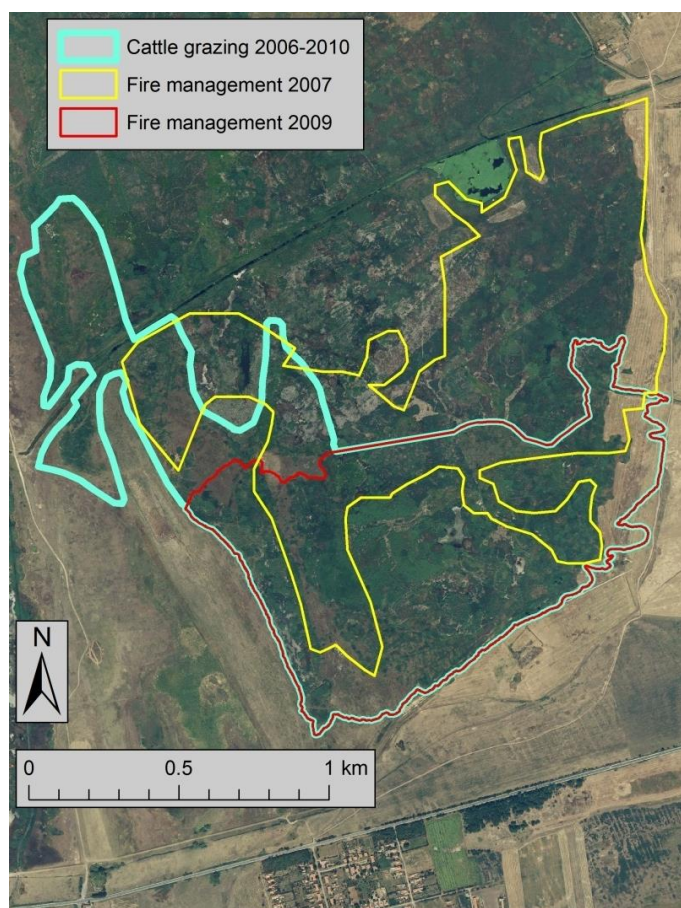 Cattle grazing 2006-2010
Fire management 2007
Fire management 2009
N
0 0.5 1 km